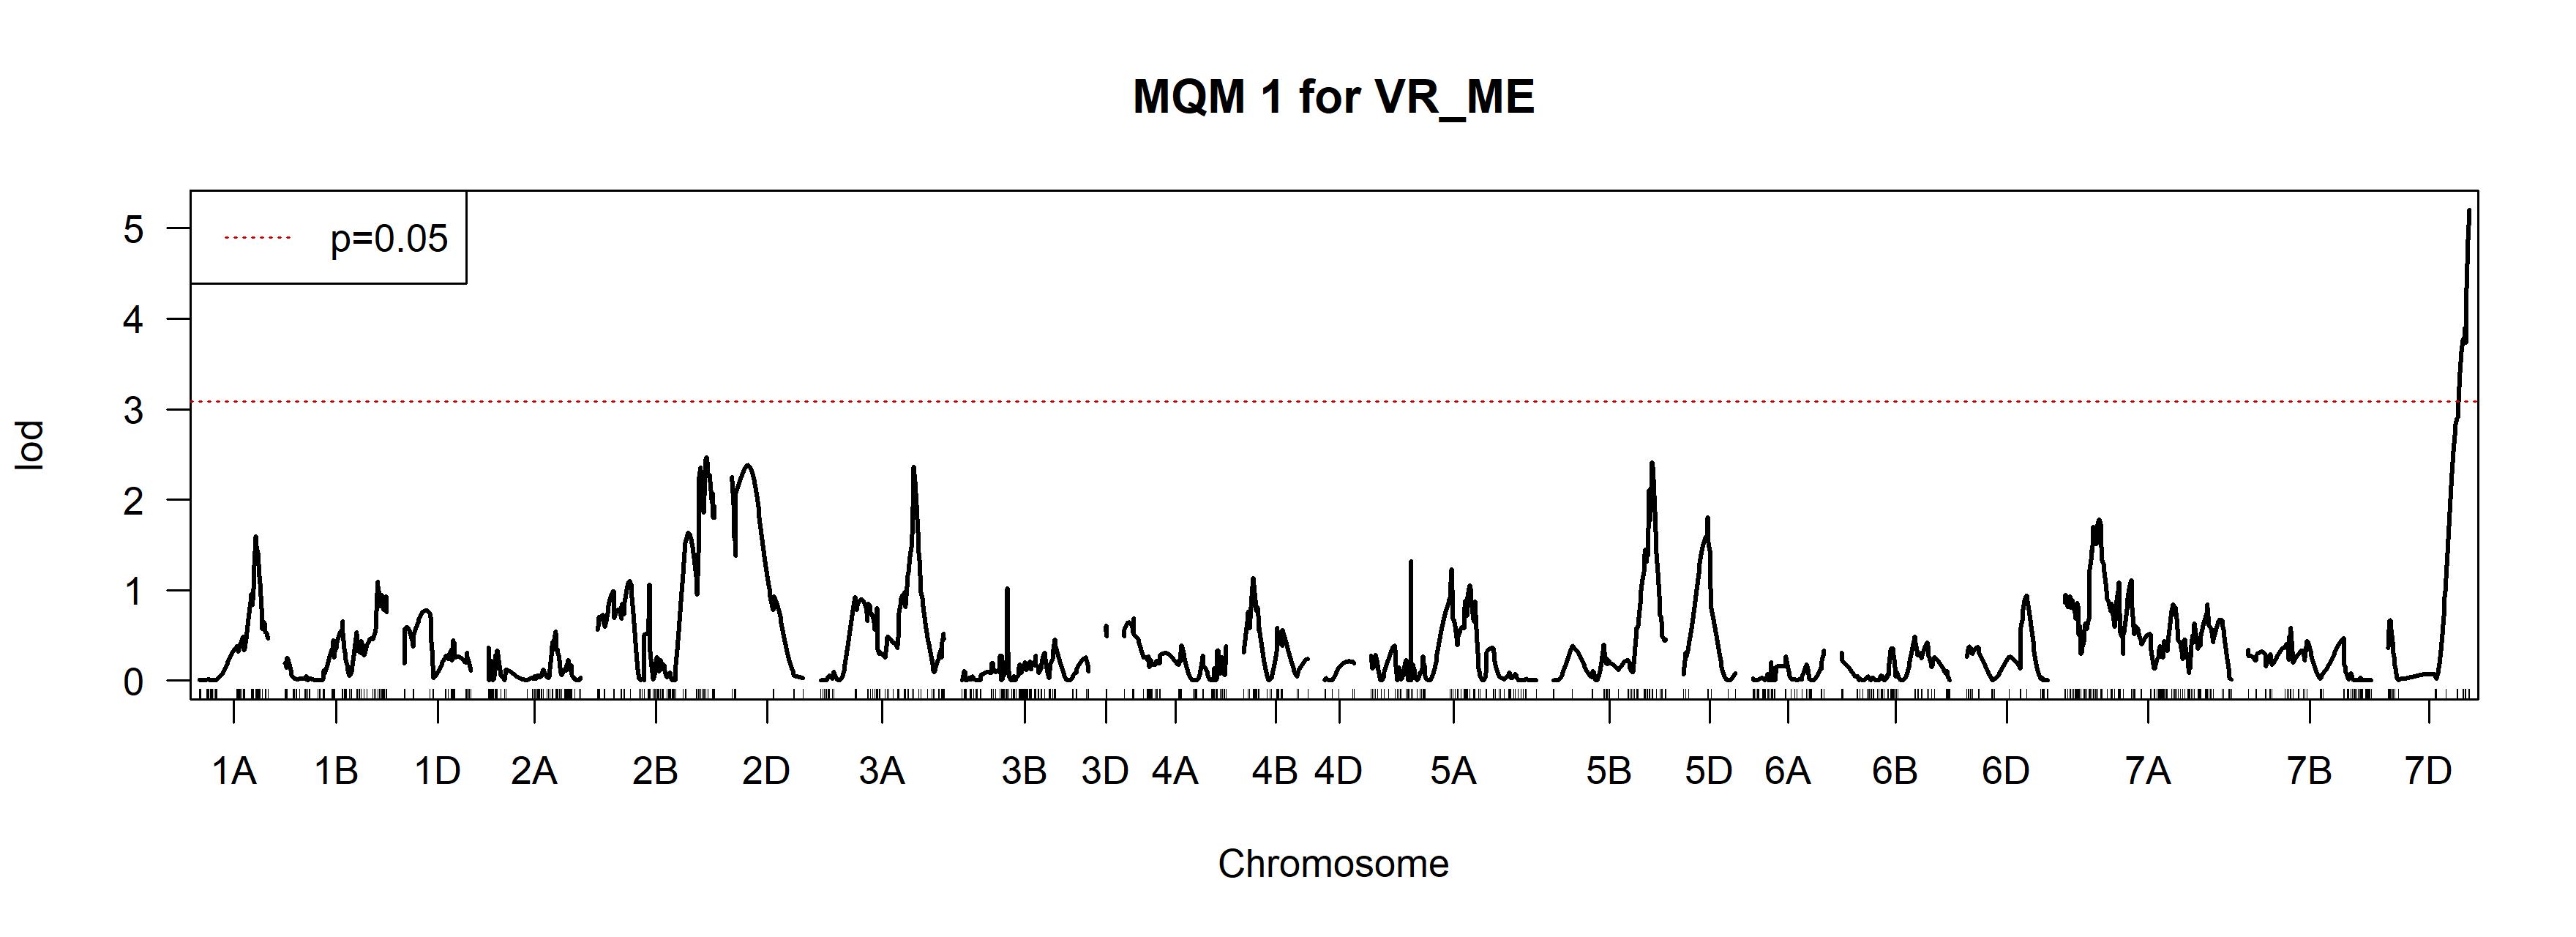 MQM 1 for VR_ME
p=0.05
5
4
3
2
1
0
lod
1A 1B 1D 2A 2B 2D 3A 3B 3D 4A 4B 4D 5A 5B 5D 6A 6B 6D 7A 7B 7D
Chromosome